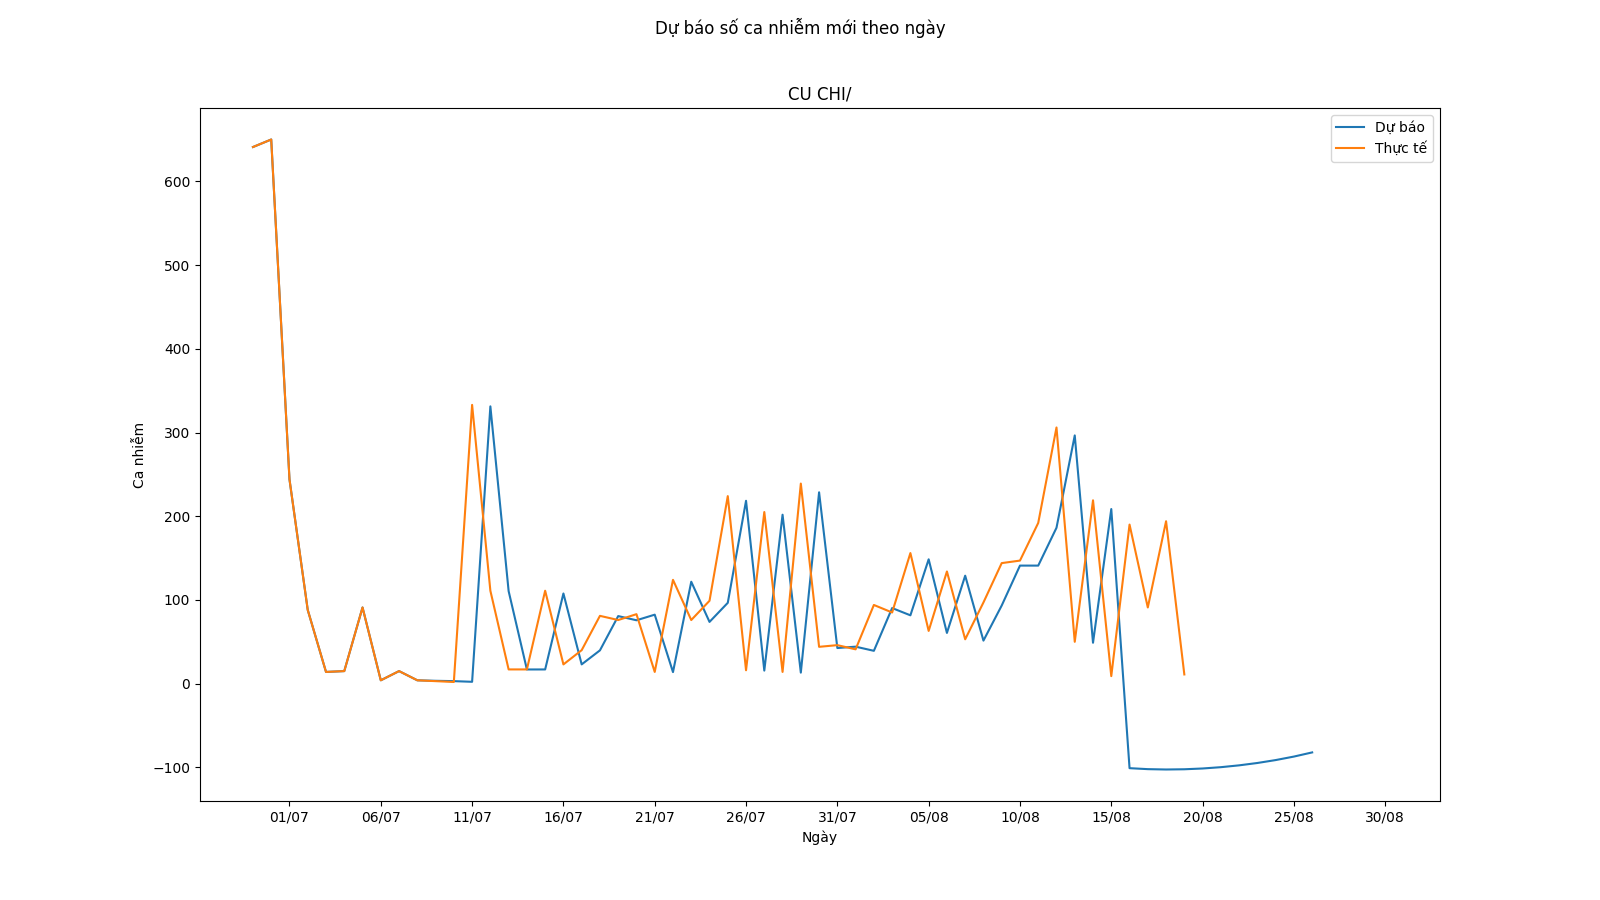 Dự báo số ca nhiễm mới theo ngày
CU CHI/
Dự báo
Thực tế
600
500
400
300
200
100
0
−100
Ca nhiễm
01/07 06/07 11/07 16/07 21/07 26/07 31/07 05/08 10/08 15/08 20/08 25/08 30/08
Ngày